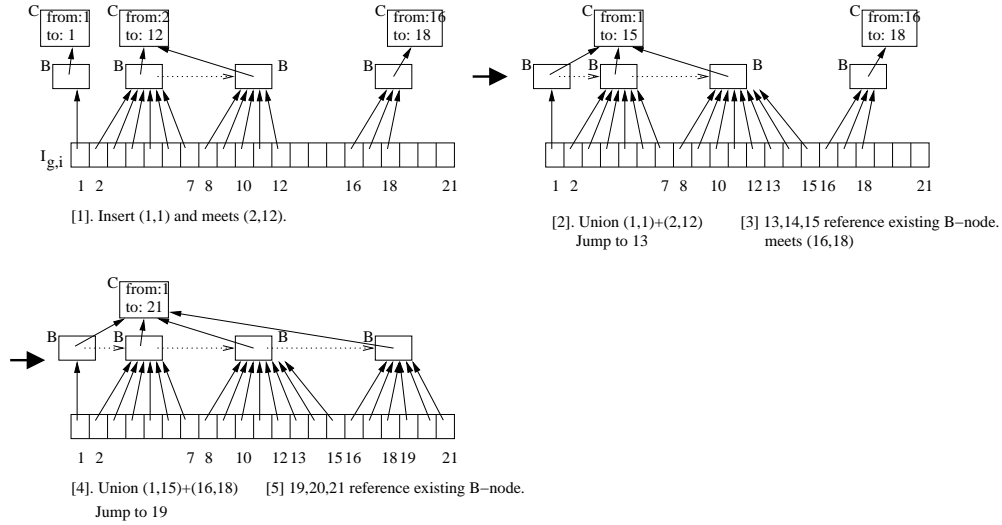 C from:1
to: 1
C from:2
to: 12
C from:16
to: 18
B B B B
I g,i
1 2 7 8 10 12 16 18 21
[1]. Insert (1,1) and meets (2,12).
C from:1
to: 15
C from:16
to: 18
B B B B
1 2 7 8 10 12 13 15 16 18 21
[2]. Union (1,1)+(2,12)
Jump to 13
[3] 13,14,15 reference existing B−node.
meets (16,18)
C from:1
to: 21
B B B B
1 2 7 8 10 12 13 15 16 18 19 21
[4]. Union (1,15)+(16,18)
Jump to 19
[5] 19,20,21 reference existing B−node.